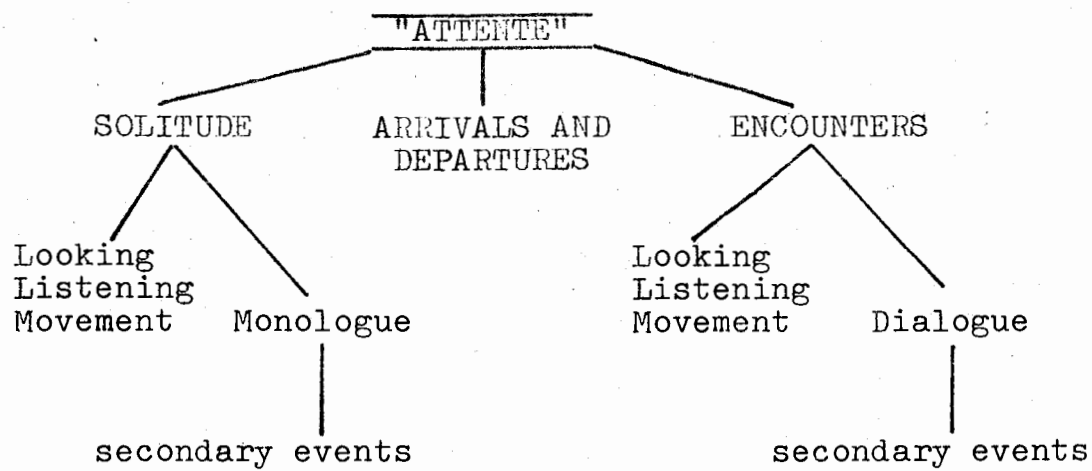 "ATTENTE"
SOLITUDE
ARRIVALS AND
DEPARTURES
ENCOUNTERS
Looking
Listening
Movement
Monologue
secondary events
Looking
Listening
Movement
Dialogue
secondary events